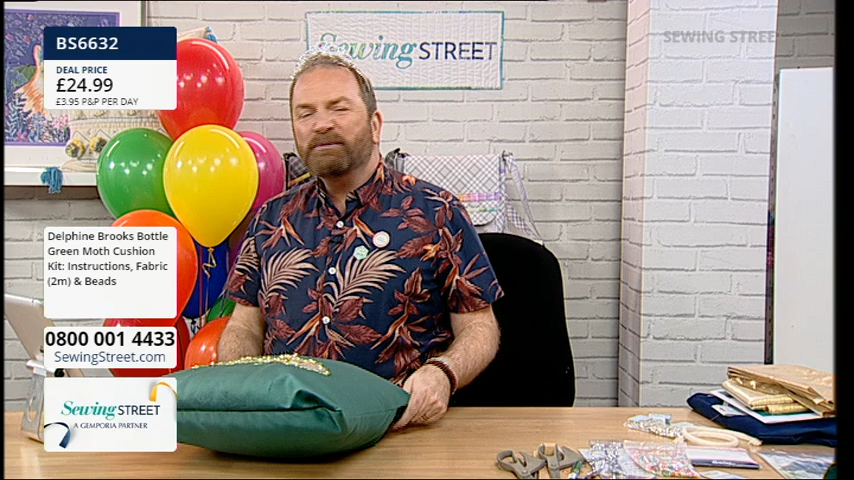 BS6632
DEAL PRICE
£24.99
£3.95 P&P PER DAY
Sewing STREET
SEWING STREE
Delphine Brooks Bottle
Green Moth Cushion
Kit: Instructions, Fabric
(2m) & Beads
0800 001 4433
SewingStreet.com
Sewing STREET
A GEMPORIA PARTNER